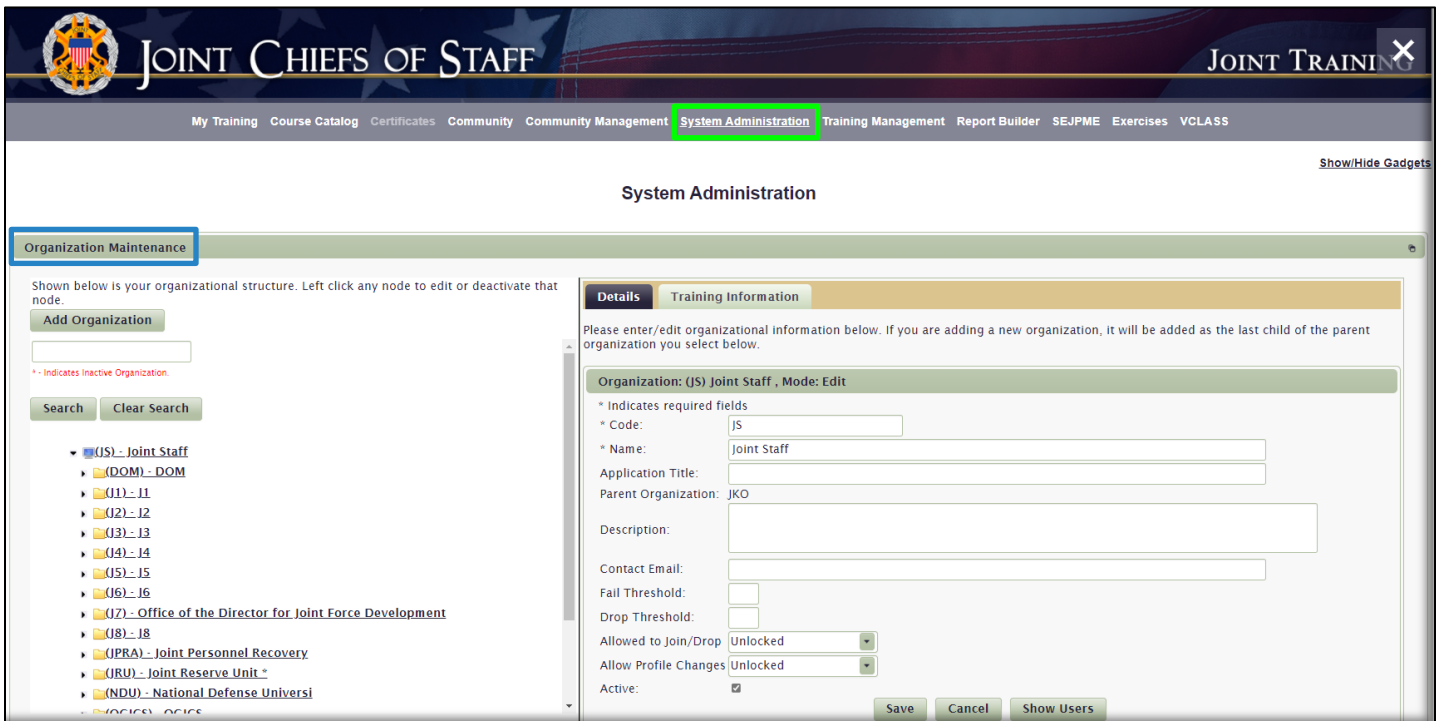 JOINT CHIEFS OF STAFF
JOINT TRAINING
My Training Course Catalog Certificates Community Community Management System Administration Training Management Report Builder SEJPME Exercises VCLASS
Show/Hide Gadgets
System Administration
Organization Maintenance
Shown below is your organizational structure. Left click any node to edit or deactivate that
node.
Add Organization
* - Indicates Inactive Organization.
Search Clear Search
(JS) - Joint Staff
(DOM) - DOM
(J1) - J1
(J2) - J2
(J3) - J3
(J4) - J4
(J5) - J5
(J6) - J6
(J7) - Office of the Director for Joint Force Development
(J8) - J8
(JPRA) - Joint Personnel Recovery
(JRU) - Joint Reserve Unit *
(NDU) - National Defense Universi
(OCJCS) - OCJCS
Details Training Information
Please enter/edit organizational information below. If you are adding a new organization, it will be added as the last child of the parent
organization you select below.
Organization: (JS) Joint Staff , Mode: Edit
* Indicates required fields
* Code: JS
* Name: Joint Staff
Application Title:
Parent Organization: JKO
Description:
Contact Email:
Fail Threshold:
Drop Threshold:
Allowed to Join/Drop Unlocked
Allow Profile Changes Unlocked
Active:
Save Cancel Show Users